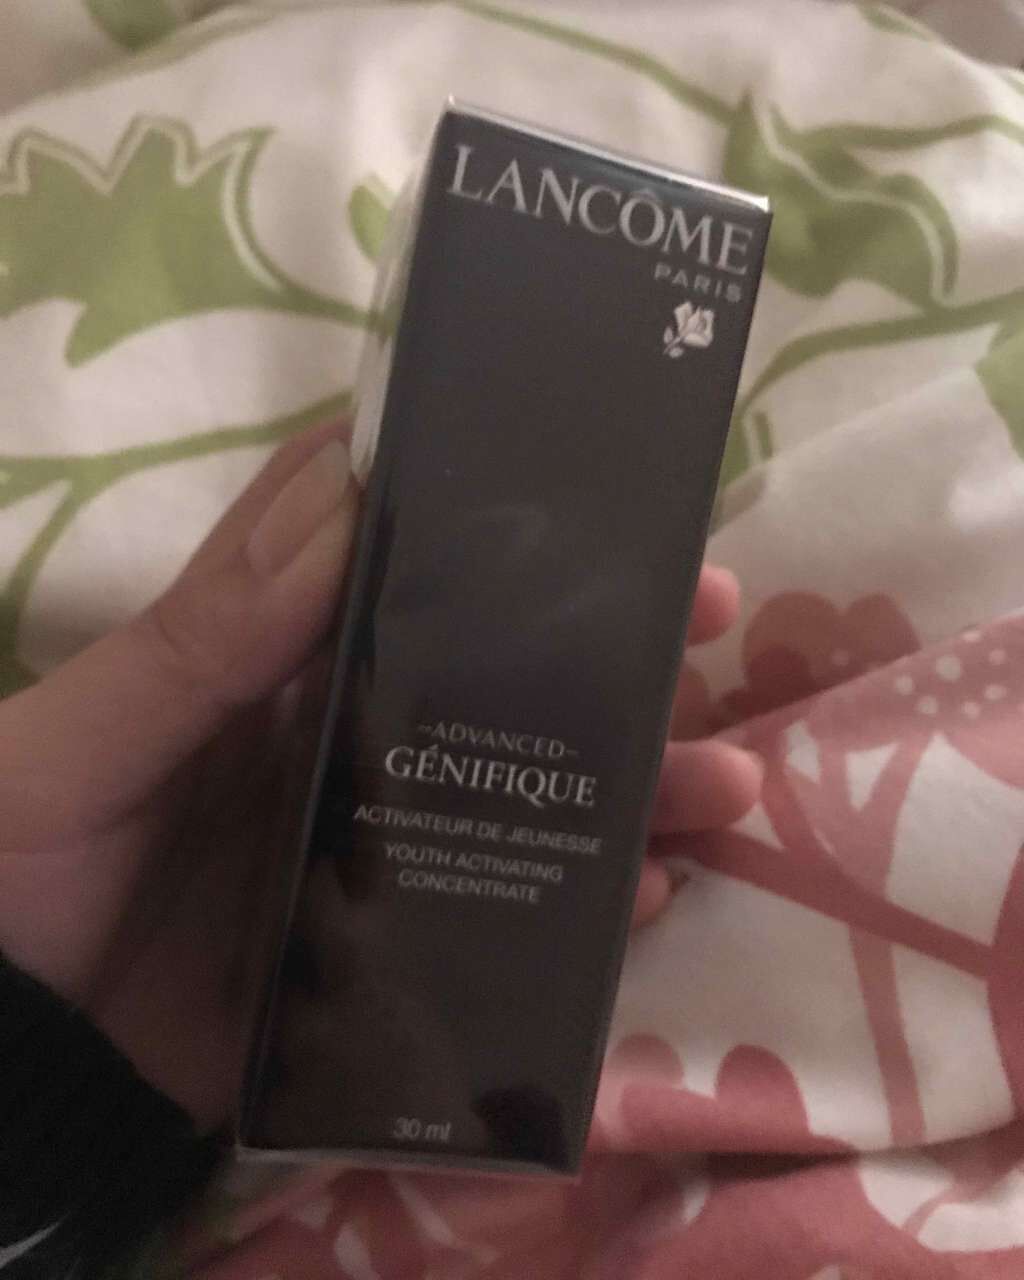 LANCÔME
PARIS
~ADVANCED~
GÉNIFIQUE
ACTIVATEUR DE JEUNESSE
YOUTH ACTIVATING
CONCENTRATE
30 ml